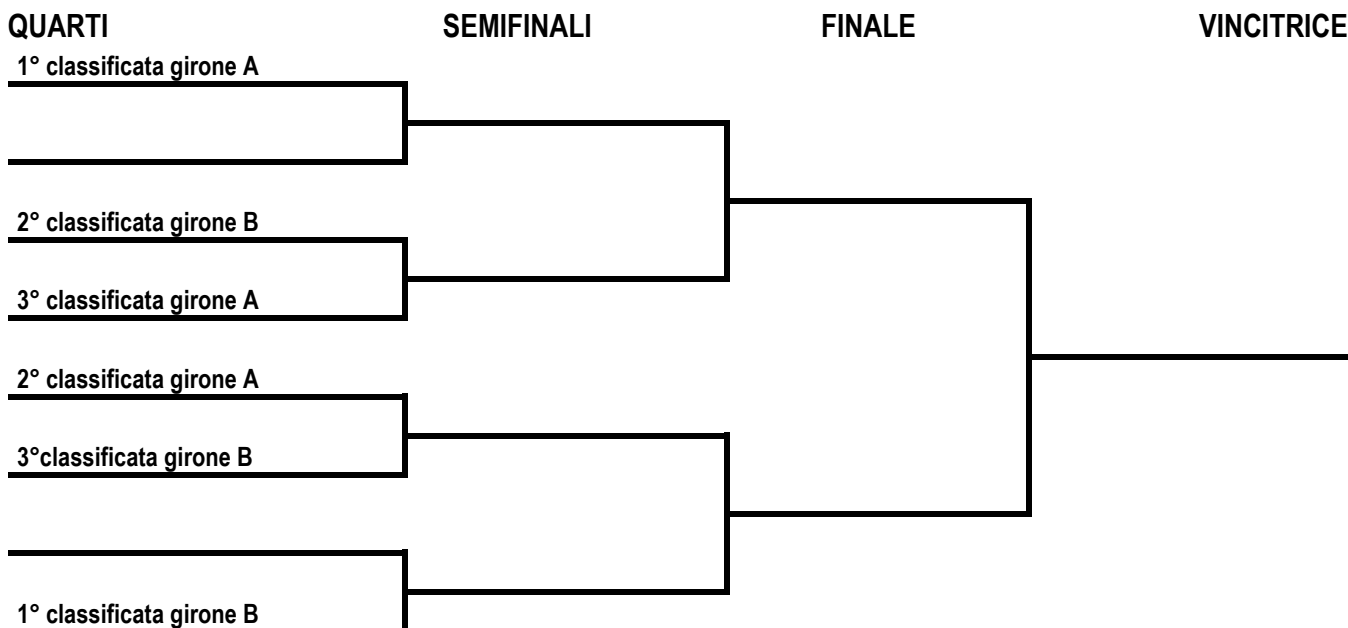 QUARTI SEMIFINALI FINALE VINCITRICE
1° classificata girone A
2° classificata girone B
3° classificata girone A
2° classificata girone A
3°classificata girone B
1° classificata girone B